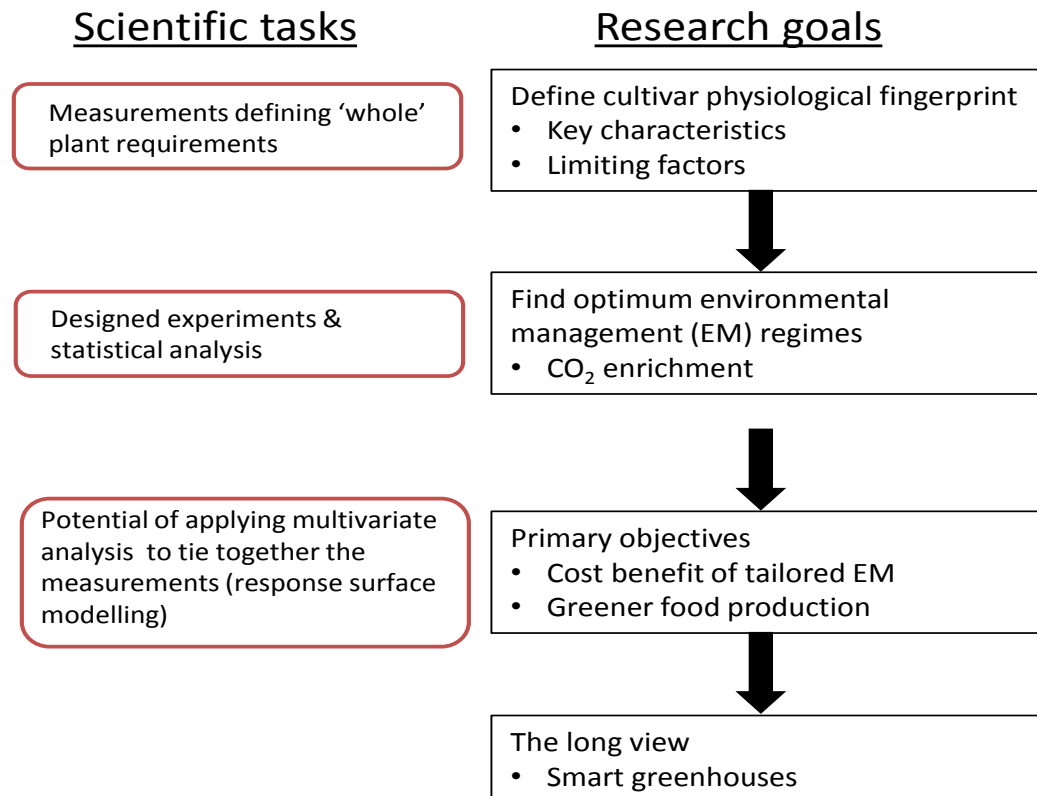 Scientific tasks
Research goals
Measurements defining ‘whole’
plant requirements
Define cultivar physiological fingerprint
• Key characteristics
• Limiting factors
Designed experiments &
statistical analysis
Find optimum environmental
management (EM) regimes
• CO₂ enrichment
Potential of applying multivariate
analysis to tie together the
measurements (response surface
modelling)
Primary objectives
• Cost benefit of tailored EM
• Greener food production
The long view
• Smart greenhouses